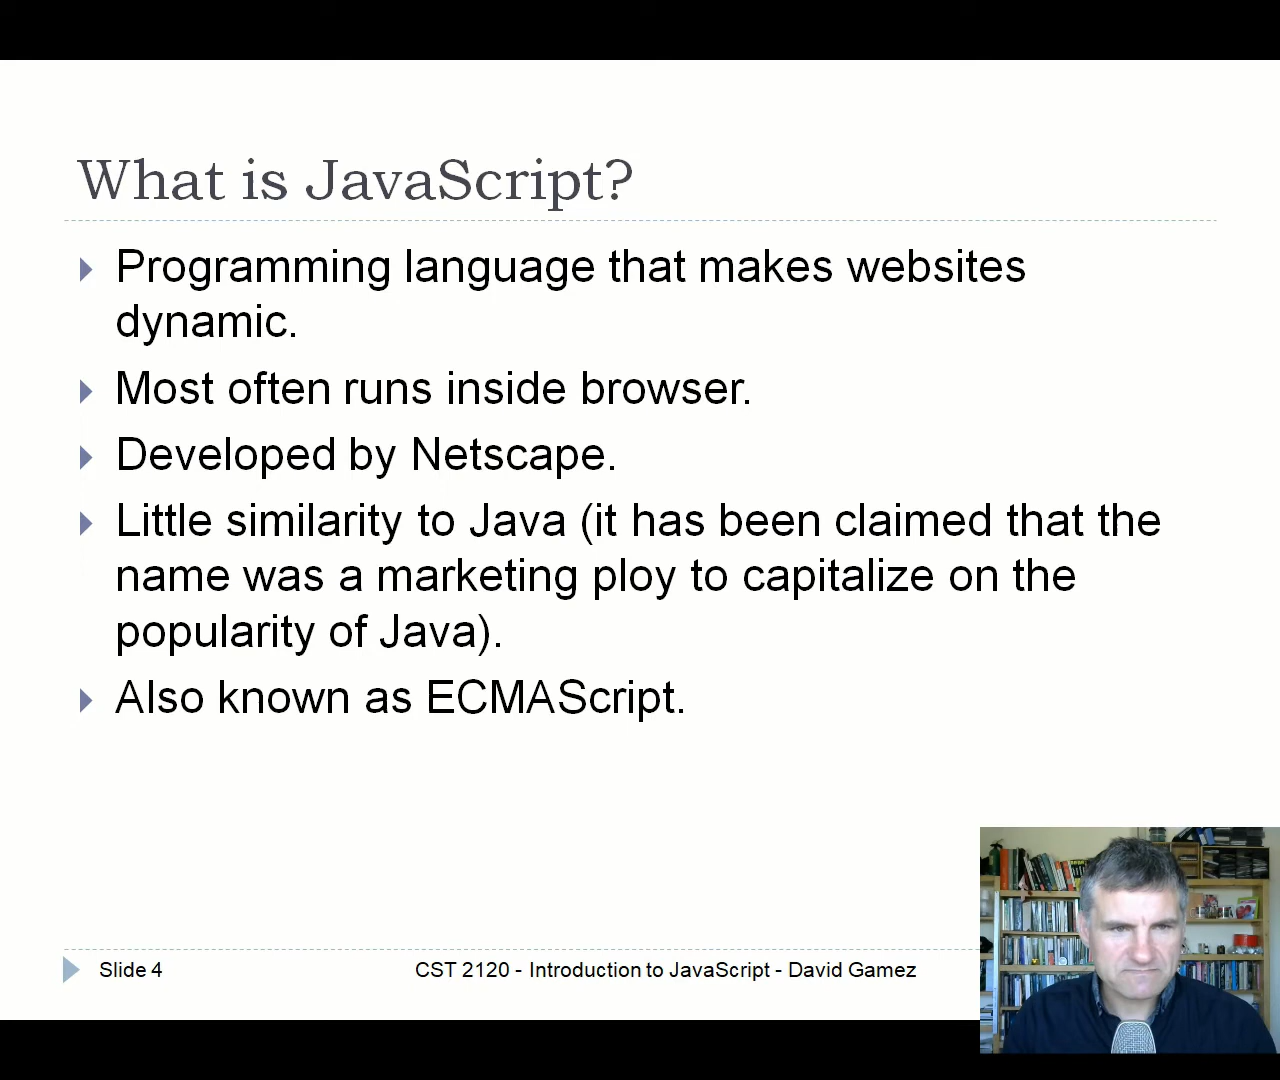 What is JavaScript?
Programming language that makes websites
dynamic.
Most often runs inside browser.
Developed by Netscape.
Little similarity to Java (it has been claimed that the
name was a marketing ploy to capitalize on the
popularity of Java).
Also known as ECMAScript.
Slide 4
CST 2120 - Introduction to JavaScript - David Gamez